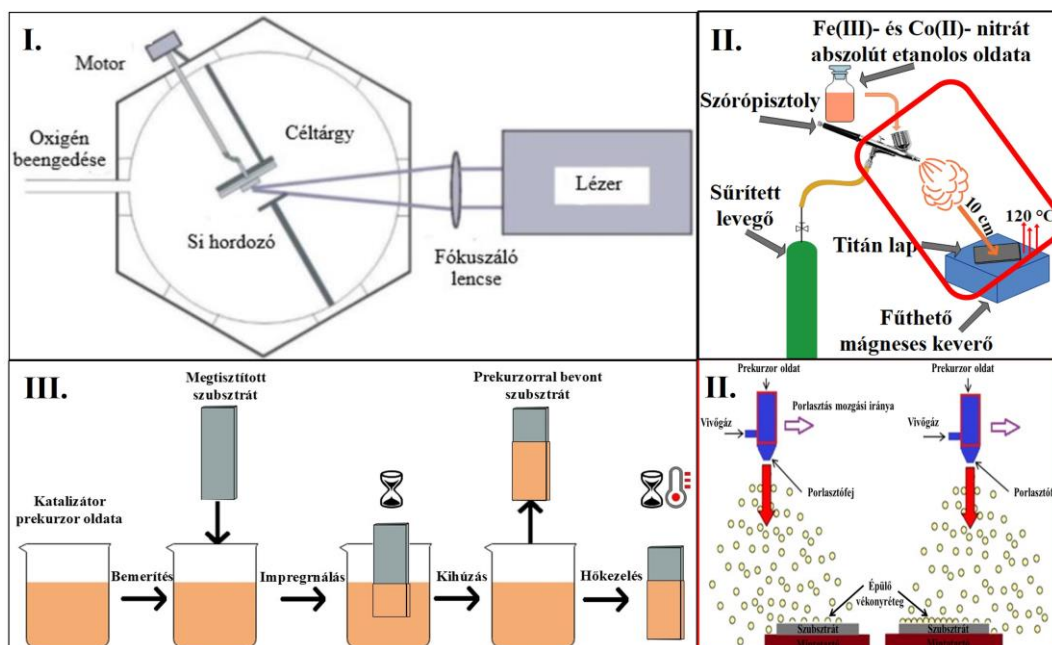 I.
Motor
Oxigén
beengedése
Céltárgy
Si hordozó
Fókuszáló
lencse
Lézer
II.
Fe(III)- és Co(II)- nitrát
abszolút etanolos oldata
Szórópisztoly
Sűrített
levegő
10 cm
120 °C
Titán lap
Fűthető
mágneses keverő
III.
Megtisztított
szubsztrát
Prekurzorral bevont
szubsztrát
Katalizátor
prekurzor oldata
Bemerítés
Impregrnálás
Kihúzás
Hőkezelés
II.
Prekurzor oldat
Prekurzor oldat
Porlasztás mozgási iránya
Vivőgáz
Vivőgáz
Porlasztófej
Porlasztóf
Épülő
vékonyréteg
Szubsztrát
Szubsztrát